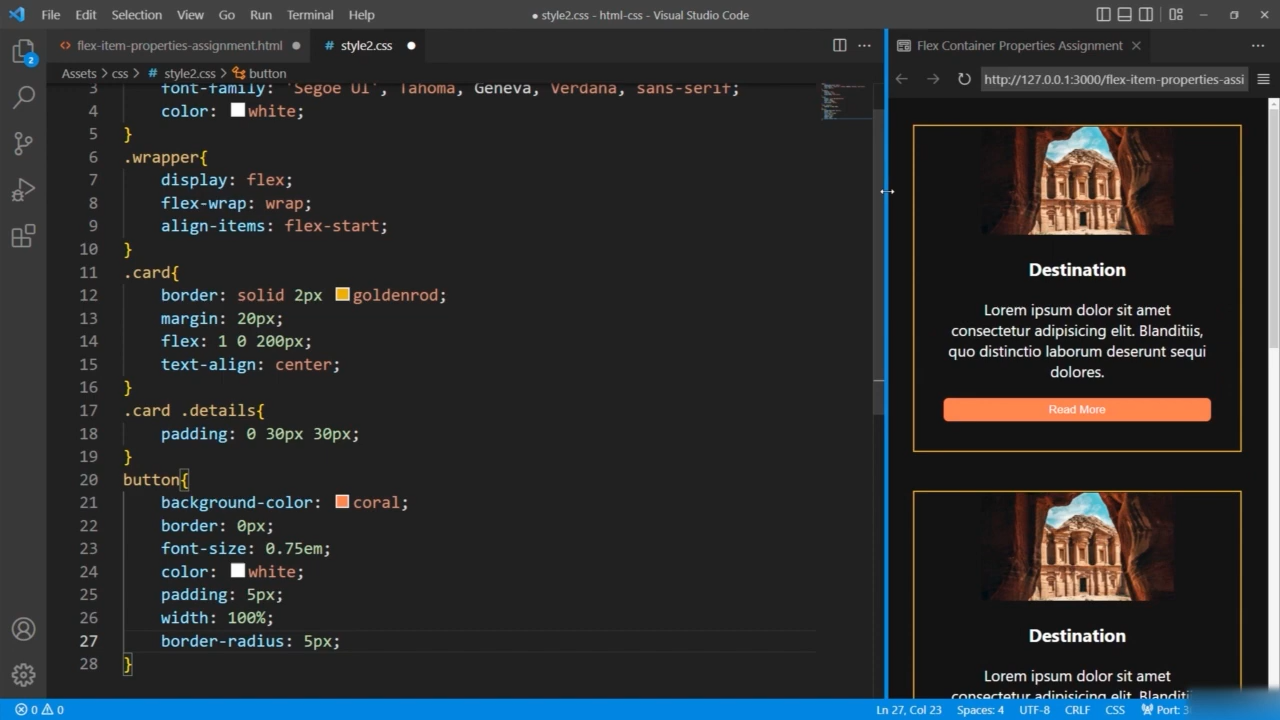 File Edit Selection View Go Run Terminal Help
● style2.css - html-css - Visual Studio Code
<> flex-item-properties-assignment.html ●
# style2.css ●
Flex Container Properties Assignment
Assets > css > # style2.css > button
2
http://127.0.0.1:3000/flex-item-properties-assi
3 font-family: 'Segoe UI', Tahoma, Geneva, Verdana, sans-serif;
4 color: white;
5 }
6 .wrapper{
7 display: flex;
8 flex-wrap: wrap;
9 align-items: flex-start;
10 }
11 .card{
12 border: solid 2px goldenrod;
13 margin: 20px;
14 flex: 1 0 200px;
15 text-align: center;
16 }
17 .card .details{
18 padding: 0 30px 30px;
19 }
20 button{
21 background-color: coral;
22 border: 0px;
23 font-size: 0.75em;
24 color: white;
25 padding: 5px;
26 width: 100%;
27 border-radius: 5px;
28 }
Destination
Lorem ipsum dolor sit amet
consectetur adipisicing elit. Blanditiis,
quo distinctio laborum deserunt sequi
dolores.
Read More
Destination
Lorem ipsum dolor sit amet
consectetur adipisicing elit.
0 0
Ln 27, Col 23 Spaces: 4 UTF-8 CRLF CSS Port: